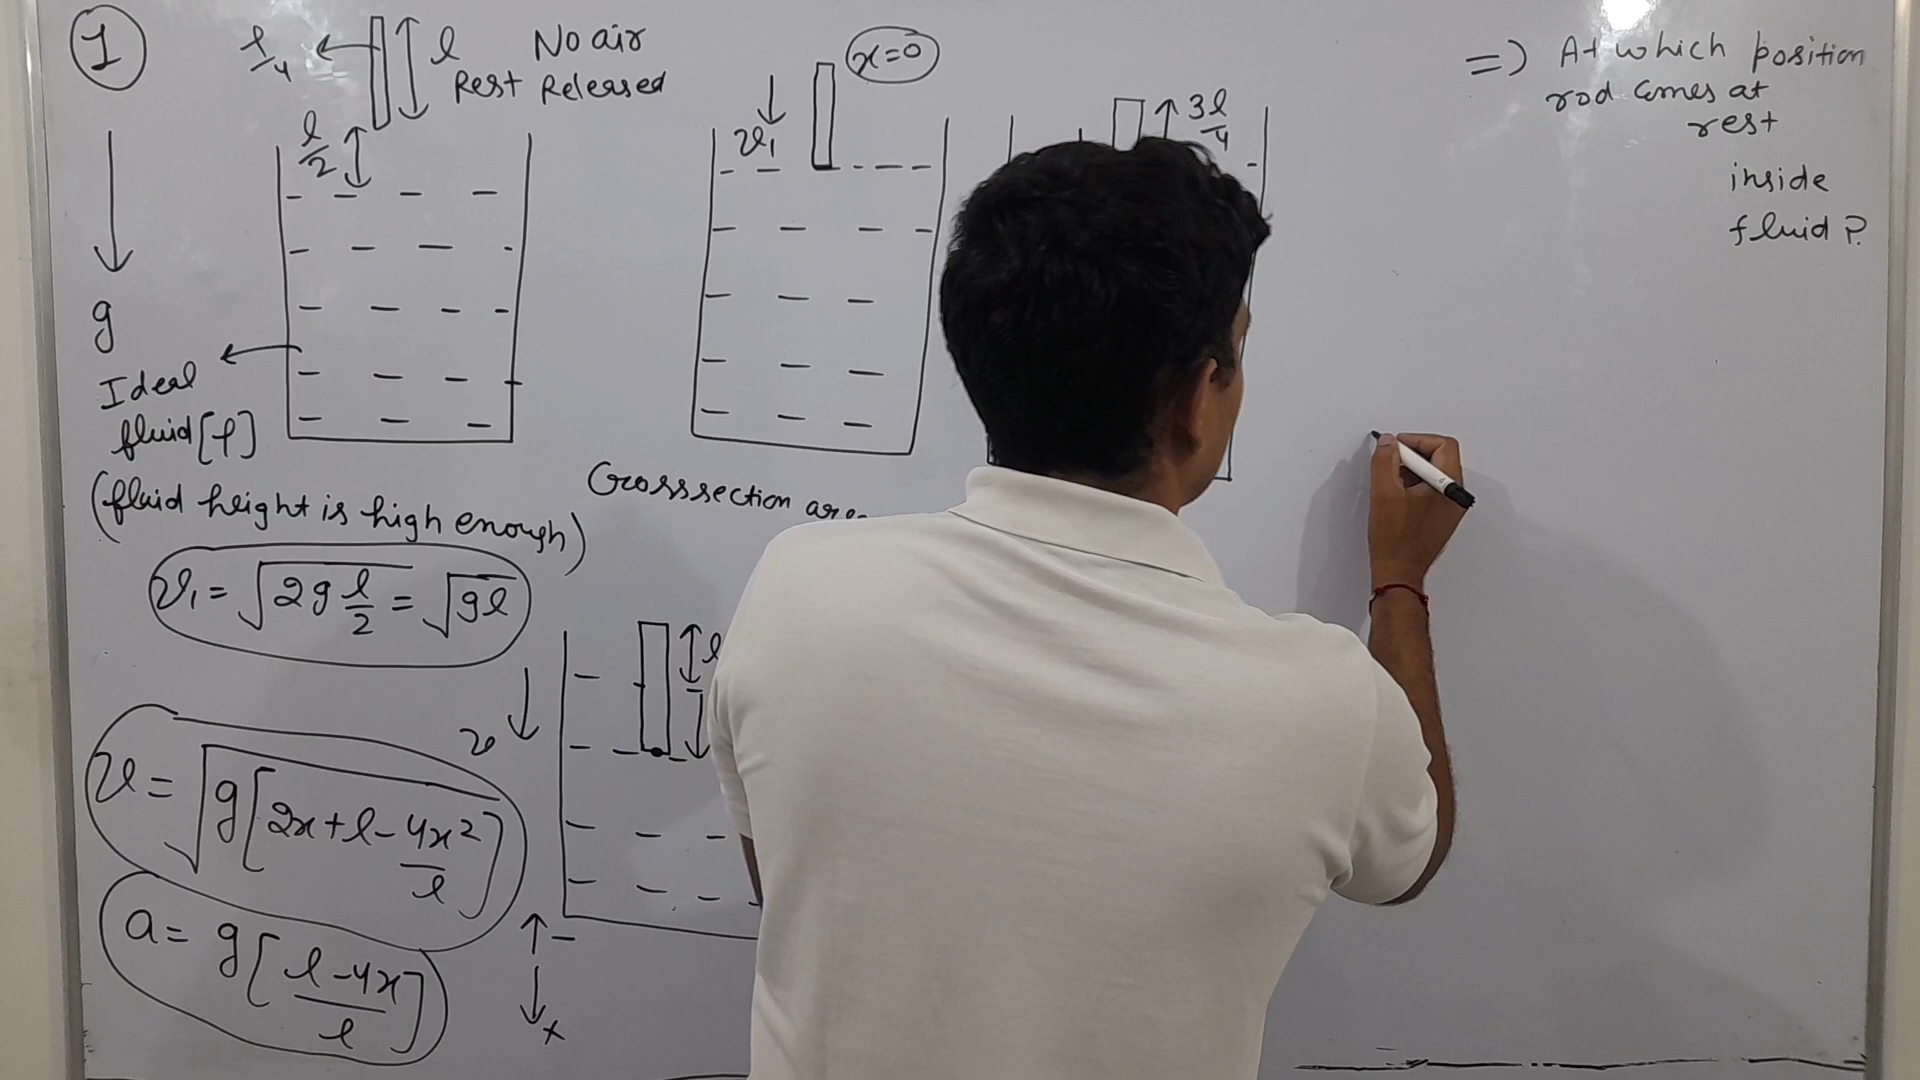 1
ρ/4
l
No air
Rest Released
l/2
g
Ideal
fluid [ρ]
(fluid height is high enough)
x=0
v₁
3l/4
=) At which position
rod comes at
rest
inside
fluid ?
Crosssection
v₁ = √2g l/2 = √gl
v = √g[2x+l-4x²/l]
v
l
a = g[l-4x/l]
-
+